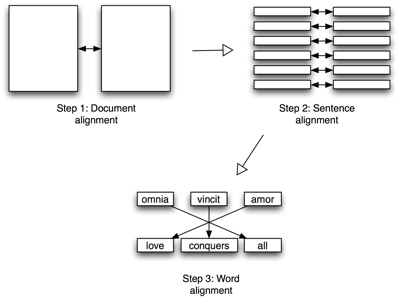 Step 1: Document
alignment
Step 2: Sentence
alignment
omnia vincit amor
love conquers all
Step 3: Word
alignment